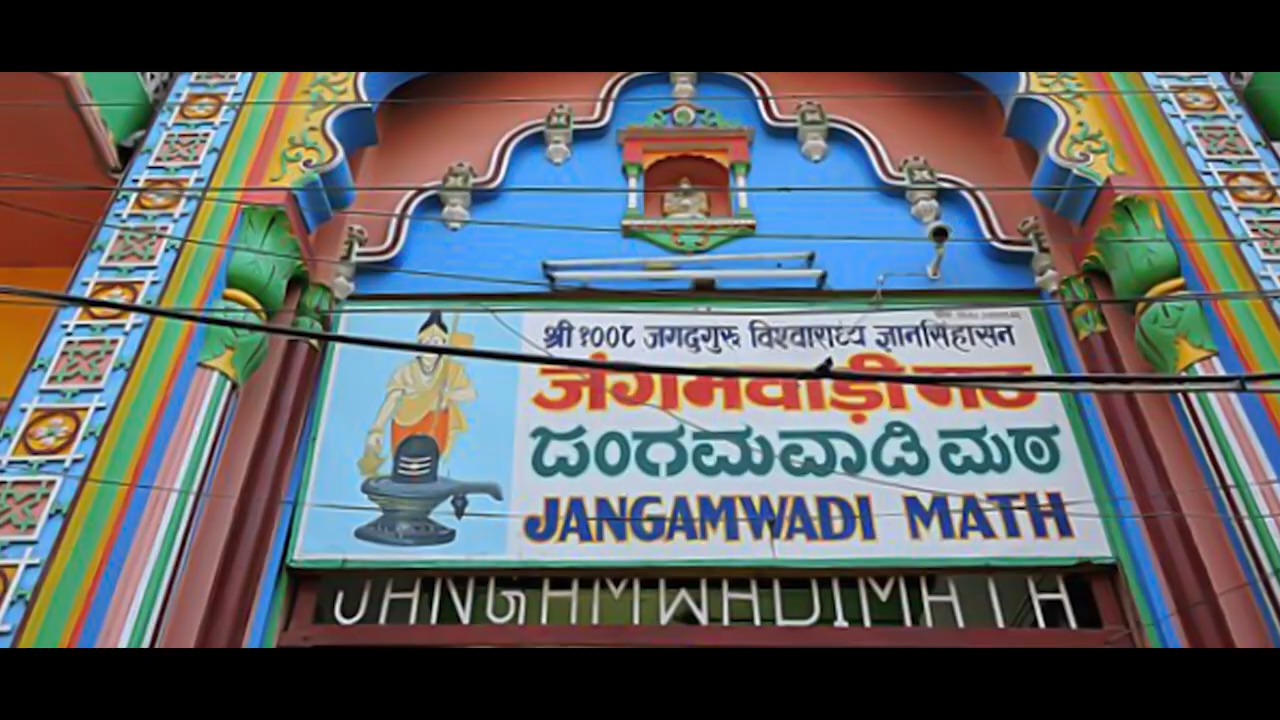 श्री १००८ जगद्गुरु विश्वाराध्य ज्ञानसिंहासन
जंगमवाड़ी मठ
ಜಂಗಮವಾಡಿ ಮಠ
JANGAMWADI MATH
JANGAMWADIMATH